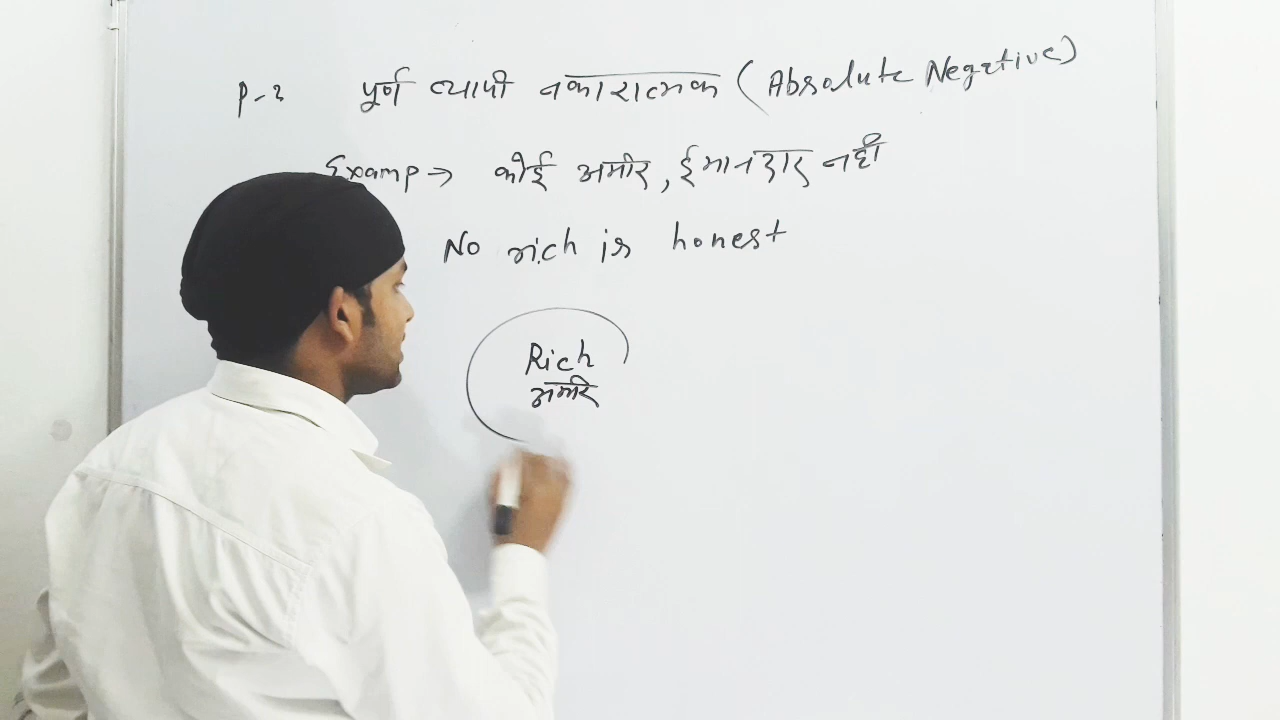 P-2 पूर्ण व्यापी नकारात्मक (Absolute Negative)
Examp → कोई अमीर, ईमानदार नही
No rich is honest
Rich
अमीर